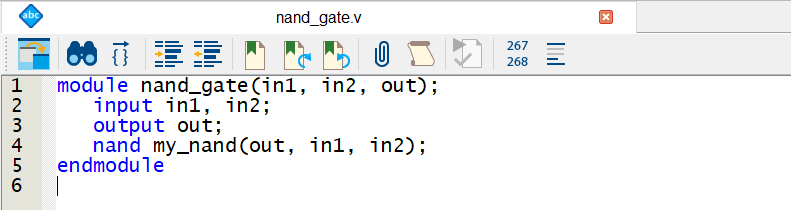 abc
nand_gate.v
267
268
1 module nand_gate(in1, in2, out);
2 input in1, in2;
3 output out;
4 nand my_nand(out, in1, in2);
5 endmodule
6